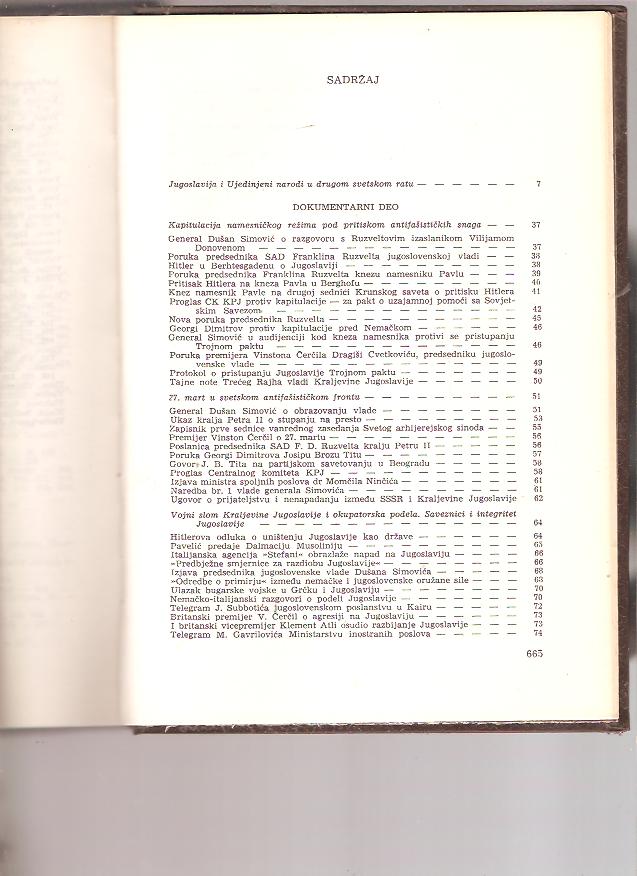 SADRŽAJ
Jugoslavija i Ujedinjeni narodi u drugom svetskom ratu — — — — — — 7
DOKUMENTARNI DEO
Kapitulacija namesničkog režima pod pritiskom antifašističkih snaga — — 37
General Dušan Simović o razgovoru s Ruzveltovim izaslanikom Vilijamom
Donovenom — — — — — — — — — — — — 37
Poruka predsednika SAD Franklina Ruzvelta jugoslovenskoj vladi — — 38
Hitler u Berhtesgadenu o Jugoslaviji — — — — — — — — 38
Poruka predsednika Franklina Ruzvelta knezu namesniku Pavlu — — — 39
Pritisak Hitlera na kneza Pavla u Berghofu — — — — — — — 40
Knez namesnik Pavle na drugoj sednici Krunskog saveta o pritisku Hitlera 41
Proglas CK KPJ protiv kapitulacije — za pakt o uzajamnoj pomoći sa Sovjet-
skim Savezom — — — — — — — — — — — — 42
Nova poruka predsednika Ruzvelta — — — — — — — — — 45
Georgi Dimitrov protiv kapitulacije pred Nemačkom — — — — — 46
General Simović u audijenciji kod kneza namesnika protivi se pristupanju
Trojnom paktu — — — — — — — — — — — — 46
Poruka premijera Vinstona Čerčila Dragiši Cvetkoviću, predsedniku jugoslo-
venske vlade — — — — — — — — — — — — 49
Protokol o pristupanju Jugoslavije Trojnom paktu — — — — — — 49
Tajne note Trećeg Rajha vladi Kraljevine Jugoslavije — — — — — 50
27. mart u svetskom antifašističkom frontu — — — — — — — — 51
General Dušan Simović o obrazovanju vlade — — — — — — — 51
Ukaz kralja Petra II o stupanju na presto — — — — — — — — 53
Zapisnik prve sednice vanrednog zasedanja Svetog arhijerejskog sinoda — — 55
Premijer Vinston Čerčil o 27. martu — — — — — — — — — 56
Poslanica predsednika SAD F. D. Ruzvelta kralju Petru II — — — — 56
Poruka Georgi Dimitrova Josipu Brozu Titu — — — — — — — 57
Govor J. B. Tita na partijskom savetovanju u Beogradu — — — — 58
Proglas Centralnog komiteta KPJ — — — — — — — — — 58
Izjava ministra spoljnih poslova dr Momčila Ninčića — — — — — 61
Naredba br. 1 vlade generala Simovića — — — — — — — — 61
Ugovor o prijateljstvu i nenapadanju između SSSR i Kraljevine Jugoslavije 62
Vojni slom Kraljevine Jugoslavije i okupatorska podela. Saveznici i integritet
Jugoslavije — — — — — — — — — — — — 64
Hitlerova odluka o uništenju Jugoslavije kao države — — — — — 64
Pavelić predaje Dalmaciju Musoliniju — — — — — — — — 65
Italijanska agencija »Stefani« obrazlaže napad na Jugoslaviju — — — 66
»Predbježne smjernice za razdiobu Jugoslavije« — — — — — — 66
Izjava predsednika jugoslovenske vlade Dušana Simovića — — — — 68
»Odredbe o primirju« između nemačke i jugoslovenske oružane sile — — 68
Ulazak bugarske vojske u Grčku i Jugoslaviju — — — — — — 70
Nemačko-italijanski razgovori o podeli Jugoslavije — — — — — — 70
Telegram J. Subbotića jugoslovenskom poslanstvu u Kairu — — — — 72
Britanski premijer V. Čerčil o agresiji na Jugoslaviju — — — — — 73
I britanski vicepremijer Klement Atli osudio razbijanje Jugoslavije — — — 73
Telegram M. Gavrilovića Ministarstvu inostranih poslova — — — — 74
665